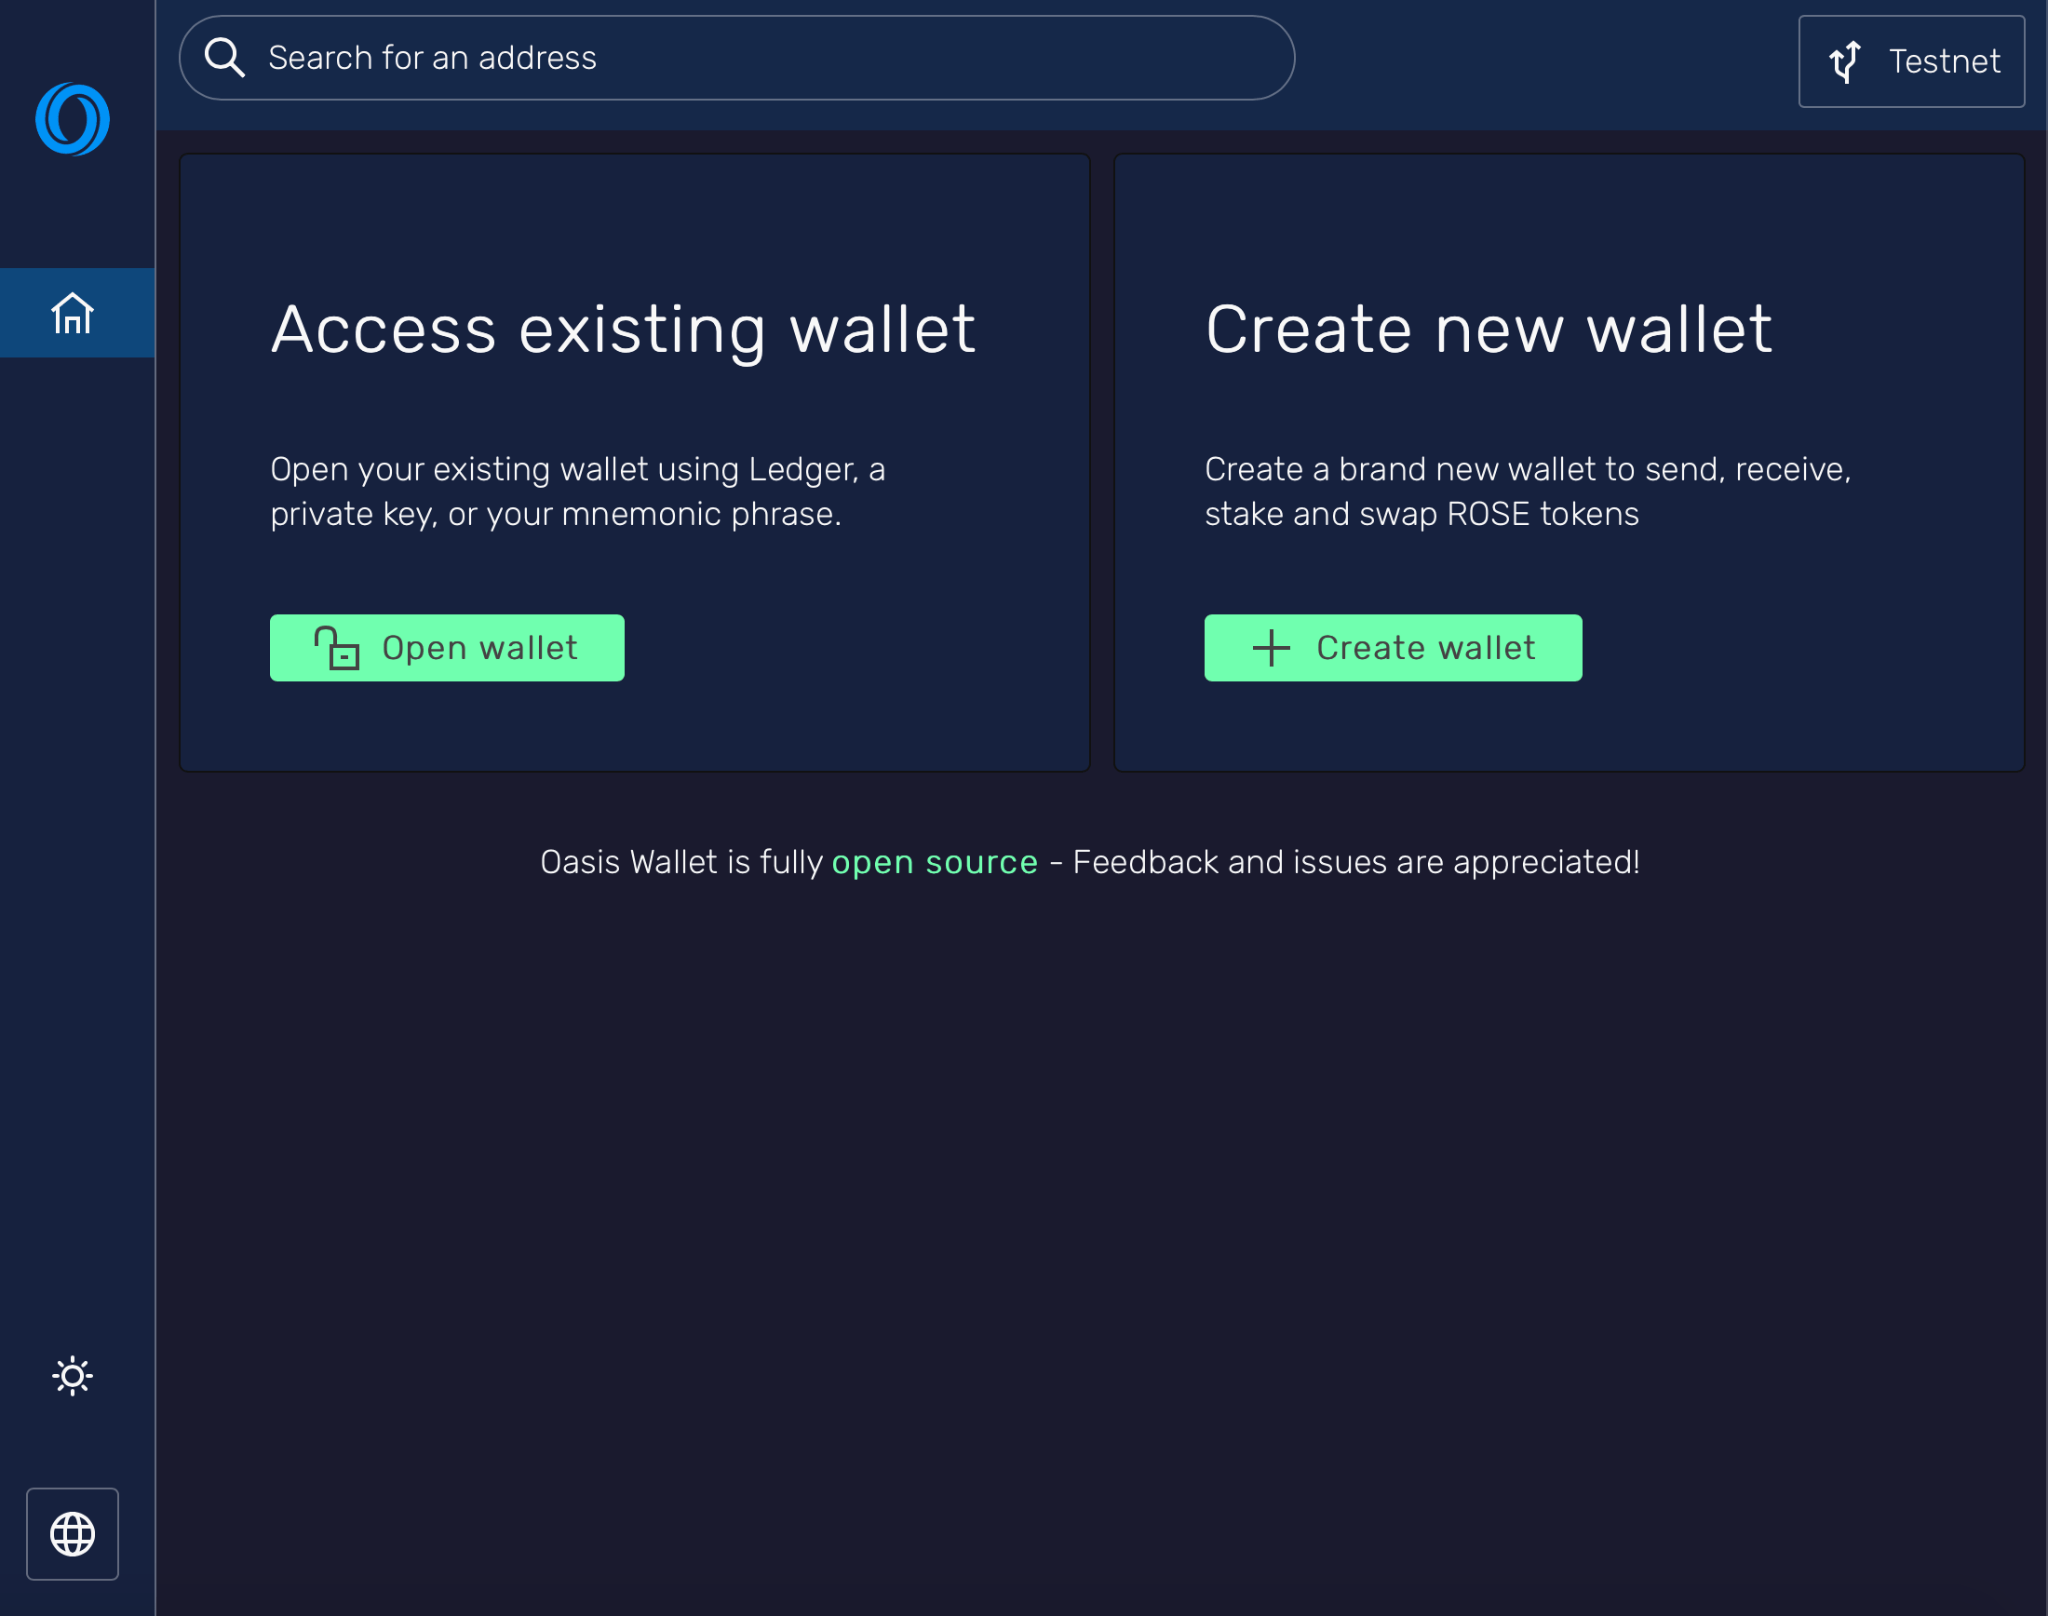 Search for an address
Testnet
Access existing wallet
Open your existing wallet using Ledger, a
private key, or your mnemonic phrase.
Open wallet
Create new wallet
Create a brand new wallet to send, receive,
stake and swap ROSE tokens
Create wallet
Oasis Wallet is fully open source - Feedback and issues are appreciated!